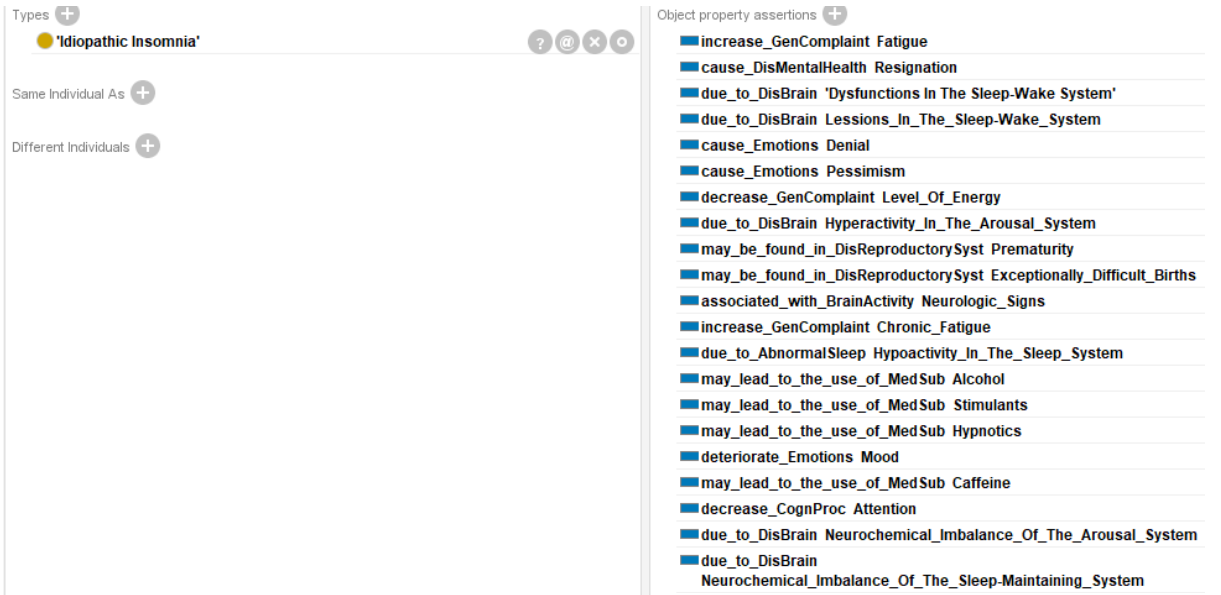 Types
'Idiopathic Insomnia'
Same Individual As
Different Individuals
Object property assertions
increase_GenComplaint Fatigue
cause_DisMentalHealth Resignation
due_to_DisBrain 'Dysfunctions In The Sleep-Wake System'
due_to_DisBrain Lessions_In_The_Sleep-Wake_System
cause_Emotions Denial
cause_Emotions Pessimism
decrease_GenComplaint Level_Of_Energy
due_to_DisBrain Hyperactivity_In_The_Arousal_System
may_be_found_in_DisReproductorySyst Prematurity
may_be_found_in_DisReproductorySyst Exceptionally_Difficult_Births
associated_with_BrainActivity Neurologic_Signs
increase_GenComplaint Chronic_Fatigue
due_to_AbnormalSleep Hypoactivity_In_The_Sleep_System
may_lead_to_the_use_of_MedSub Alcohol
may_lead_to_the_use_of_MedSub Stimulants
may_lead_to_the_use_of_MedSub Hypnotics
deteriorate_Emotions Mood
may_lead_to_the_use_of_MedSub Caffeine
decrease_CognProc Attention
due_to_DisBrain Neurochemical_Imbalance_Of_The_Arousal_System
due_to_DisBrain
Neurochemical_Imbalance_Of_The_Sleep-Maintaining_System